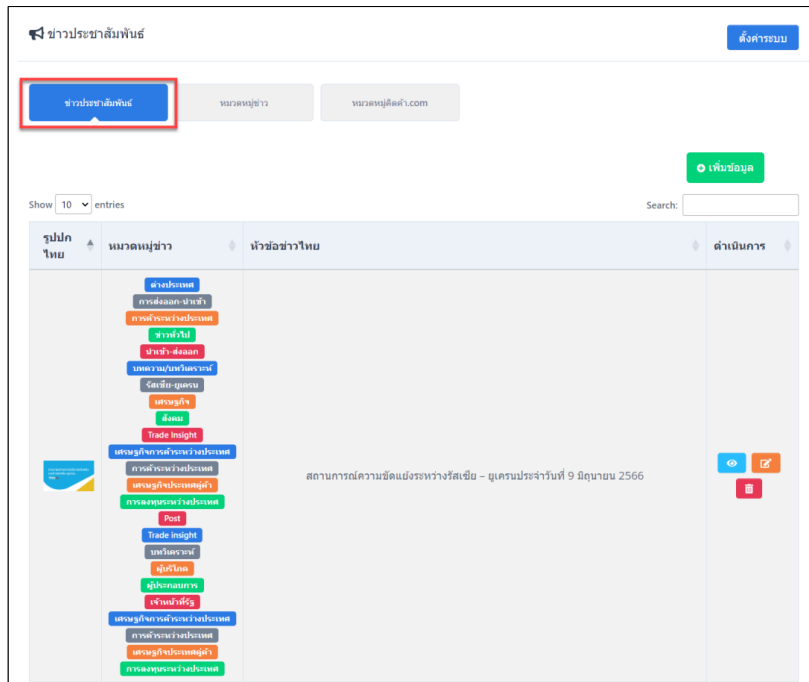 ข่าวประชาสัมพันธ์
ตั้งค่าระบบ
ข่าวประชาสัมพันธ์
หมวดหมู่ข่าว
หมวดหมู่คิดค้า.com
เพิ่มข้อมูล
Show 10 entries
Search:
รูปปก
ไทย
หมวดหมู่ข่าว
หัวข้อข่าวไทย
ดำเนินการ
ต่างประเทศ
การส่งออก-นำเข้า
การค้าระหว่างประเทศ
ข่าวทั่วไป
นำเข้า-ส่งออก
บทความ/บทวิเคราะห์
รัสเซีย-ยูเครน
เศรษฐกิจ
สังคม
Trade Insight
เศรษฐกิจการค้าระหว่างประเทศ
การค้าระหว่างประเทศ
เศรษฐกิจประเทศคู่ค้า
การลงทุนระหว่างประเทศ
Post
Trade insight
บทวิเคราะห์
ผู้บริโภค
ผู้ประกอบการ
เจ้าหน้าที่รัฐ
เศรษฐกิจการค้าระหว่างประเทศ
การค้าระหว่างประเทศ
เศรษฐกิจประเทศคู่ค้า
การลงทุนระหว่างประเทศ
สถานการณ์ความขัดแย้งระหว่างรัสเซีย – ยูเครนประจำวันที่ 9 มิถุนายน 2566